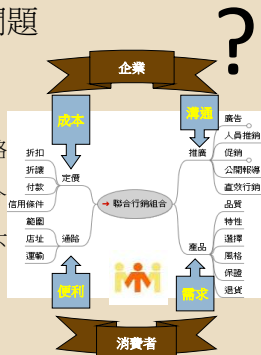 問題
?
企業
成本
溝通
折扣
折讓
付款
信用條件
定價
範圍
店址
運輸
通路
聯合行銷組合
推廣
廣告
人員推銷
促銷
公開報導
直效行銷
產品
品質
特性
選擇
風格
保證
退貨
便利
需求
消費者